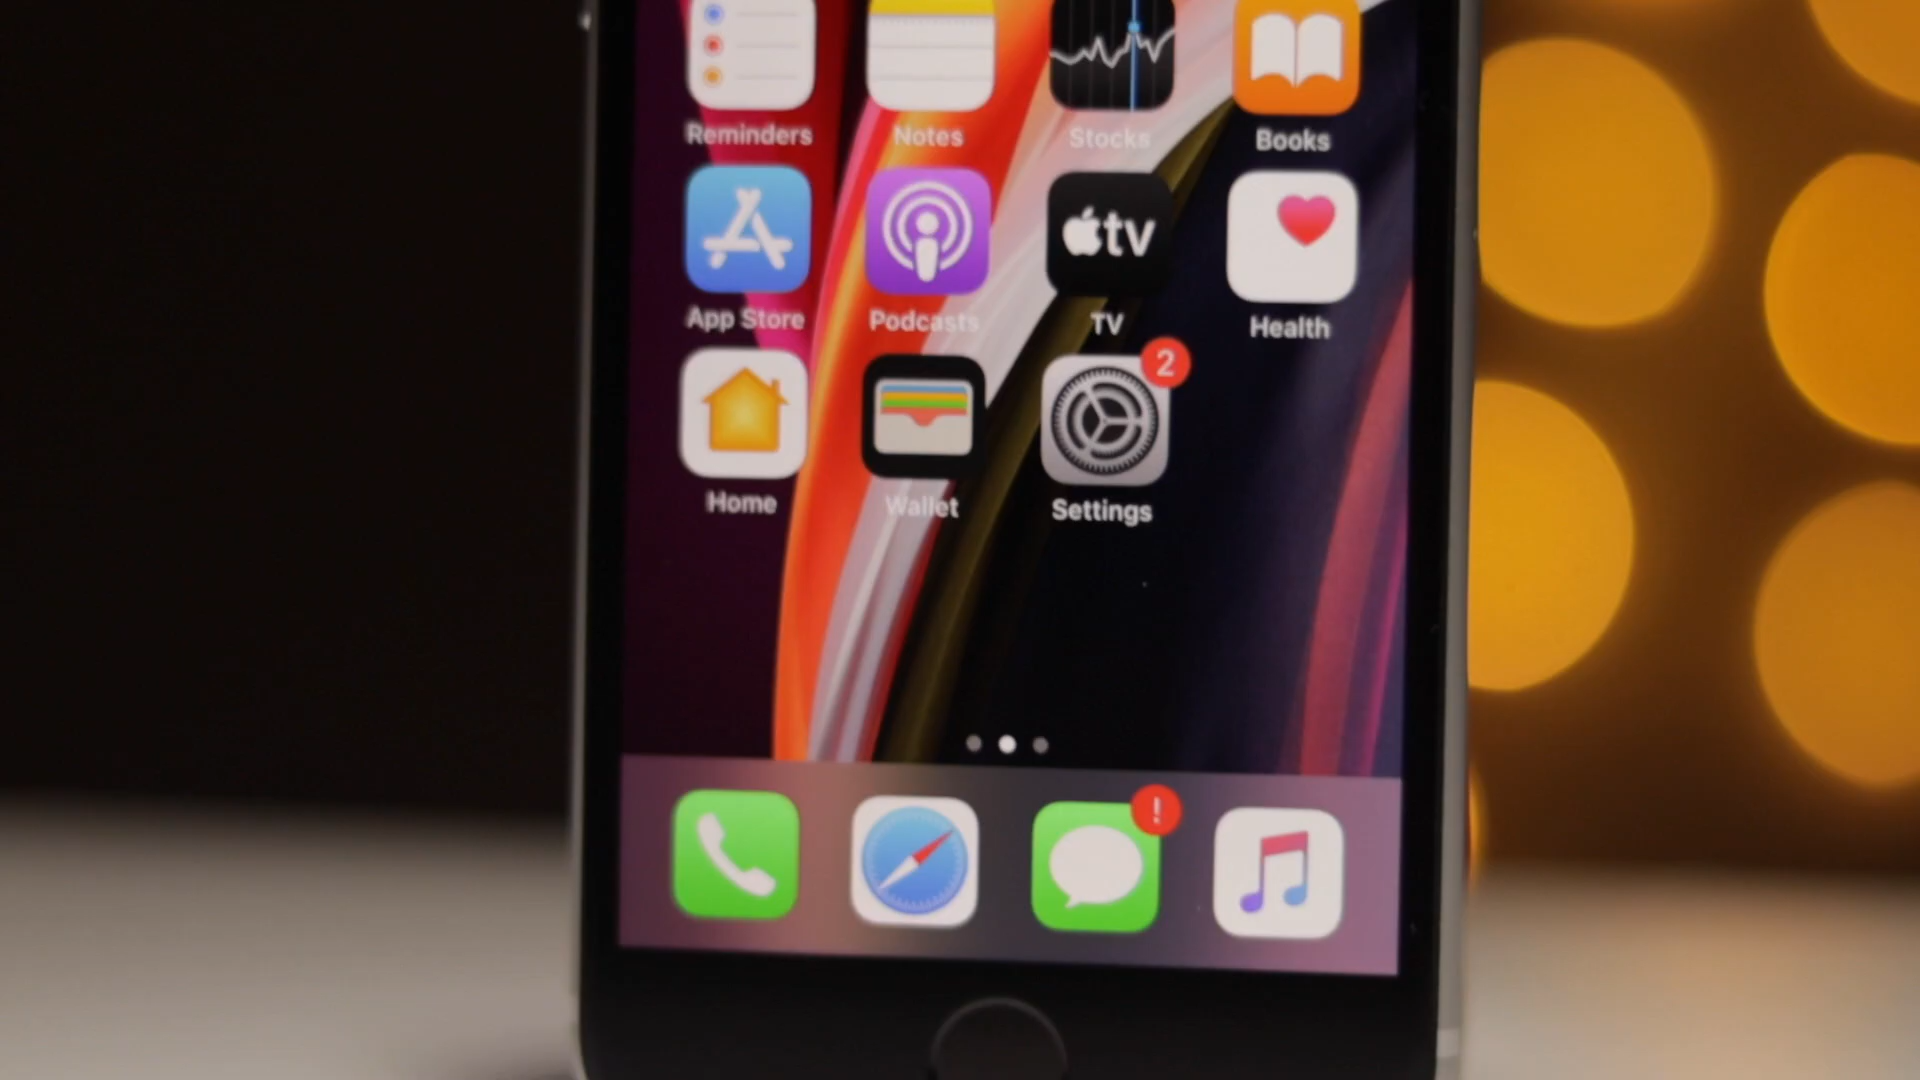 Reminders Notes Stocks Books
tv
App Store Podcasts TV Health
2
Home Wallet Settings
!